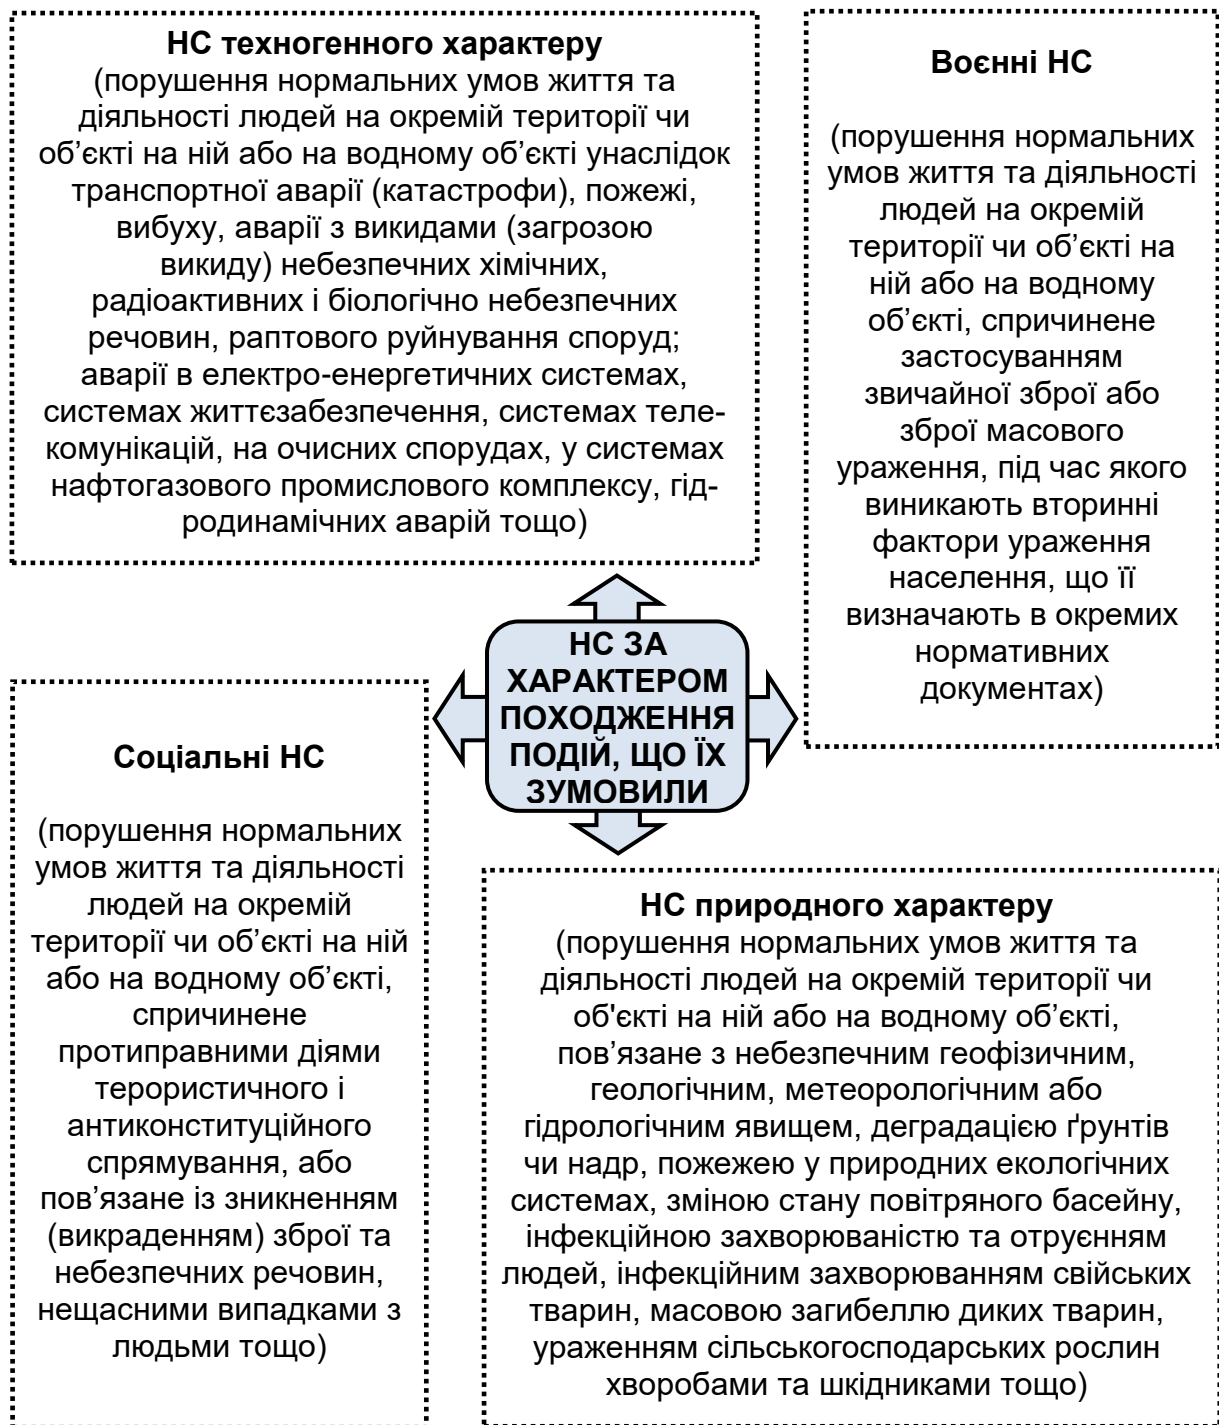 НС техногенного характеру
(порушення нормальних умов життя та
діяльності людей на окремій території чи
об’єкті на ній або на водному об’єкті унаслідок
транспортної аварії (катастрофи), пожежі,
вибуху, аварії з викидами (загрозою
викиду) небезпечних хімічних,
радіоактивних і біологічно небезпечних
речовин, раптового руйнування споруд;
аварії в електро-енергетичних системах,
системах життєзабезпечення, системах теле-
комунікацій, на очисних спорудах, у системах
нафтогазового промислового комплексу, гід-
родинамічних аварій тощо)
Воєнні НС
(порушення нормальних
умов життя та діяльності
людей на окремій
території чи об’єкті на
ній або на водному
об’єкті, спричинене
застосуванням
звичайної зброї або
зброї масового
ураження, під час якого
виникають вторинні
фактори ураження
населення, що її
визначають в окремих
нормативних
документах)
НС ЗА
ХАРАКТЕРОМ
ПОХОДЖЕННЯ
ПОДІЙ, ЩО ЇХ
ЗУМОВИЛИ
Соціальні НС
(порушення нормальних
умов життя та діяльності
людей на окремій
території чи об’єкті на ній
або на водному об’єкті,
спричинене
протиправними діями
терористичного і
антиконституційного
спрямування, або
пов’язане із зникненням
(викраденням) зброї та
небезпечних речовин,
нещасними випадками з
людьми тощо)
НС природного характеру
(порушення нормальних умов життя та
діяльності людей на окремій території чи
об'єкті на ній або на водному об’єкті,
пов’язане з небезпечним геофізичним,
геологічним, метеорологічним або
гідрологічним явищем, деградацією ґрунтів
чи надр, пожежею у природних екологічних
системах, зміною стану повітряного басейну,
інфекційною захворюваністю та отруєнням
людей, інфекційним захворюванням свійських
тварин, масовою загибеллю диких тварин,
ураженням сільськогосподарських рослин
хворобами та шкідниками тощо)